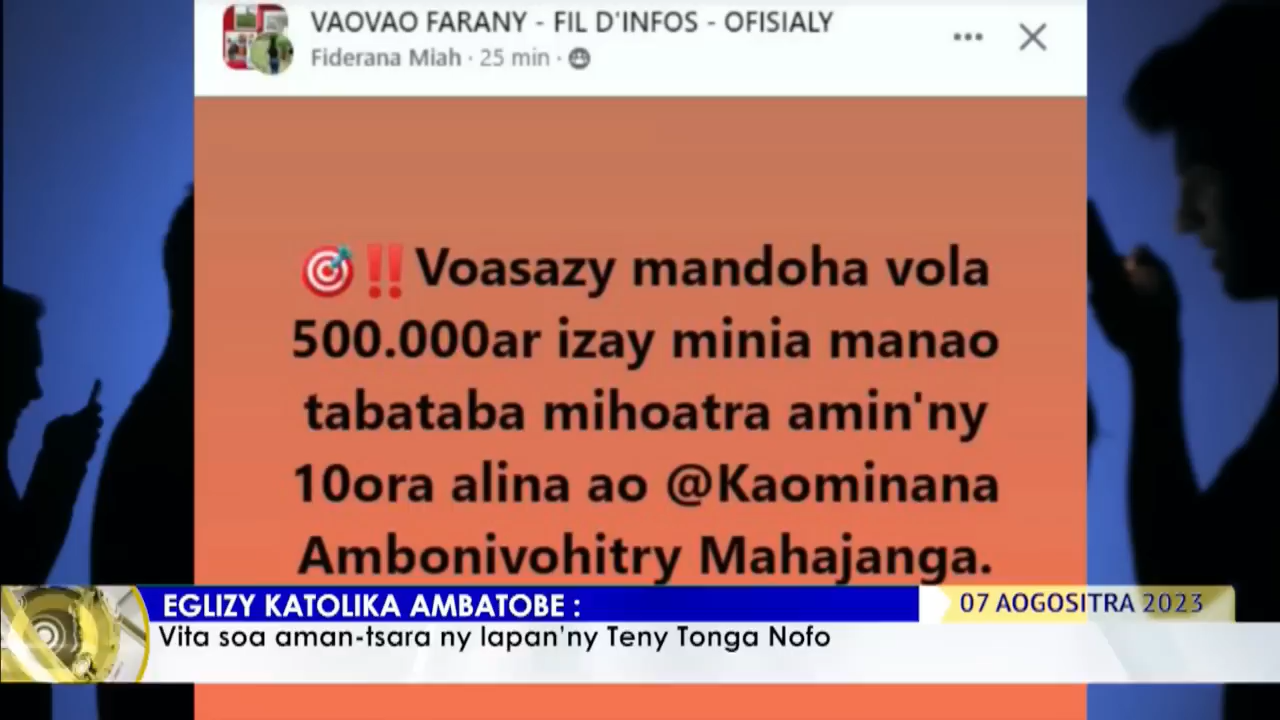 VAOVAO FARANY - FIL D'INFOS - OFISIALY
Fiderana Miah · 25 min ·
🎯‼️Voasazy mandoha vola
500.000ar izay minia manao
tabataba mihoatra amin'ny
10ora alina ao @Kaominana
Ambonivohitry Mahajanga.
EGLIZY KATOLIKA AMBATOBE :
07 AOGOSITRA 2023
Vita soa aman-tsara ny lapan'ny Teny Tonga Nofo